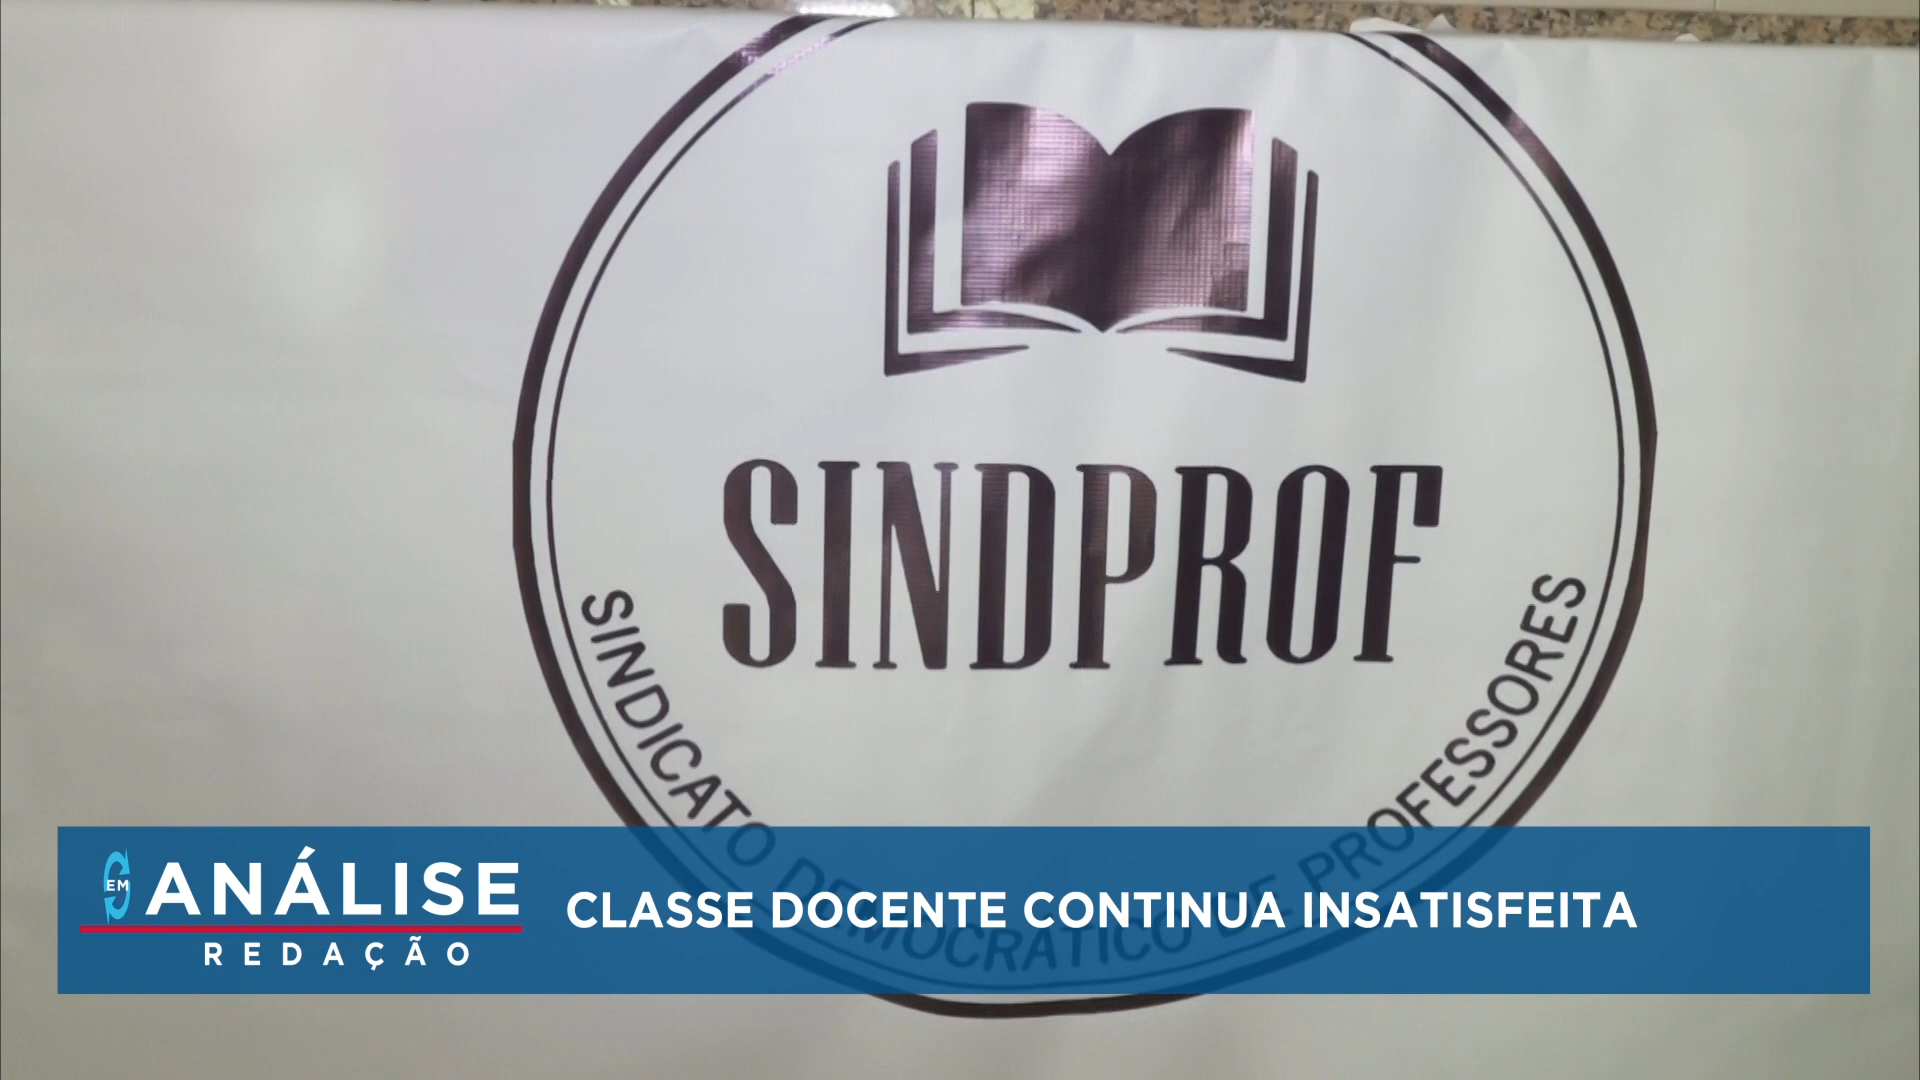 SINDPROF
SINDICATO DEMOCRÁTICO DE PROFESSORES
EM ANÁLISE
REDAÇÃO
CLASSE DOCENTE CONTINUA INSATISFEITA